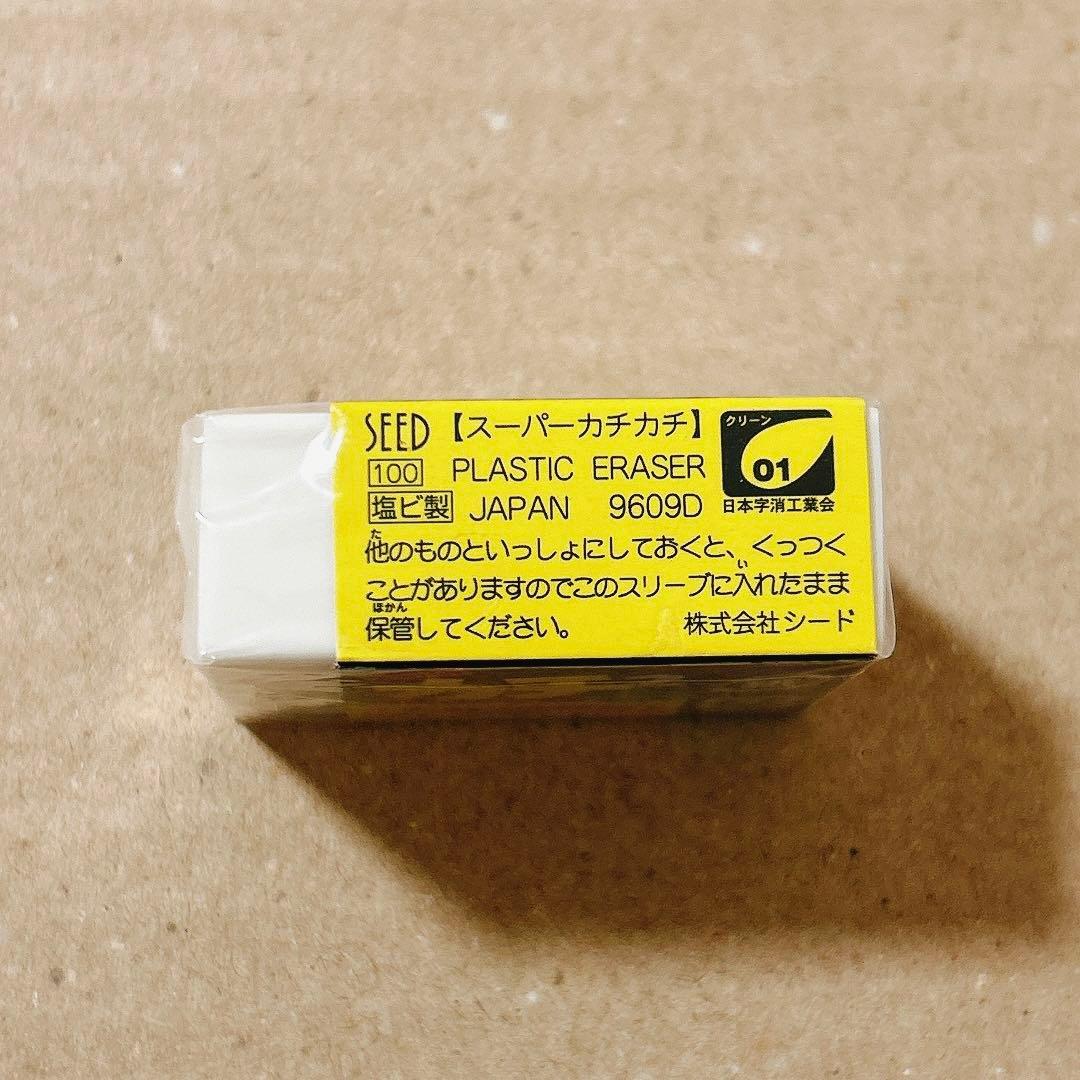 SEED 【スーパーカチカチ】
100 PLASTIC ERASER
塩ビ製 JAPAN 9609D
クリーン
01
日本字消工業会
他のものといっしょにしておくと、くっつく
ことがありますのでこのスリーブに入れたまま
保管してください。 株式会社シード
た
い
ほかん